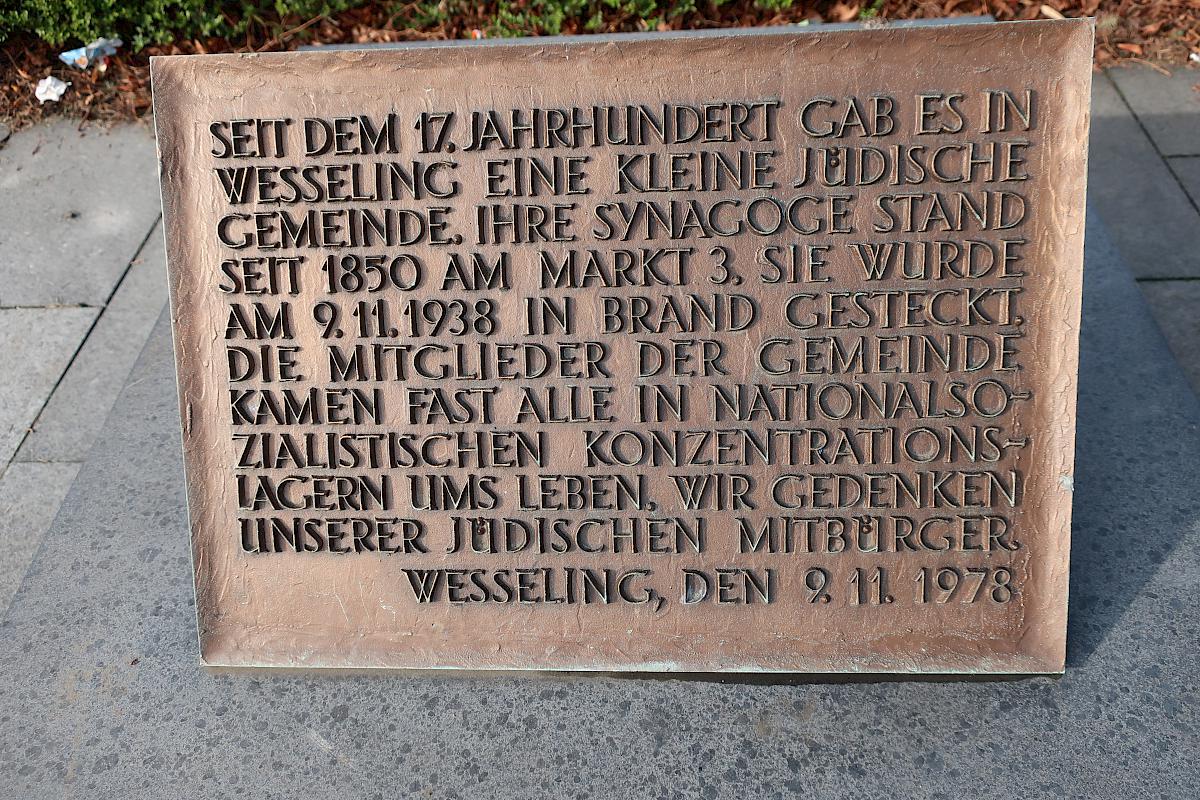 SEIT DEM 17. JAHRHUNDERT GAB ES IN
WESSELING EINE KLEINE JÜDISCHE
GEMEINDE. IHRE SYNAGOGE STAND
SEIT 1850 AM MARKT 3. SIE WURDE
AM 9. 11. 1938 IN BRAND GESTECKT.
DIE MITGLIEDER DER GEMEINDE
KAMEN FAST ALLE IN NATIONALSO-
ZIALISTISCHEN KONZENTRATIONS-
LAGERN UMS LEBEN. WIR GEDENKEN
UNSERER JÜDISCHEN MITBÜRGER.
WESSELING, DEN 9. 11. 1978